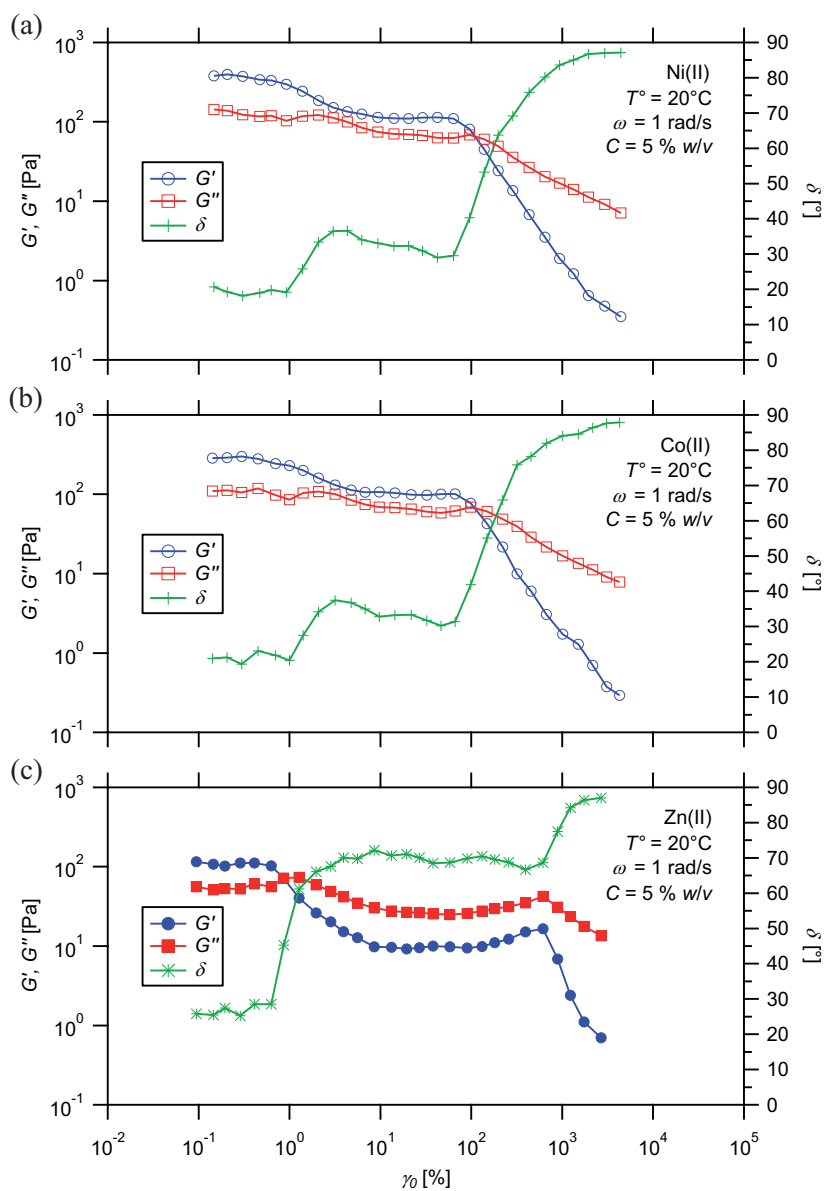 (a)
10³
10²
10¹
10⁰
10⁻¹
G′, G″ [Pa]
G′
G″
δ
Ni(II)
T° = 20°C
ω = 1 rad/s
C = 5 % w/v
90
80
70
60
50
40
30
20
10
0
δ [°]
(b)
10³
10²
10¹
10⁰
10⁻¹
G′, G″ [Pa]
G′
G″
δ
Co(II)
T° = 20°C
ω = 1 rad/s
C = 5 % w/v
90
80
70
60
50
40
30
20
10
0
δ [°]
(c)
10³
10²
10¹
10⁰
10⁻¹
G′, G″ [Pa]
G′
G″
δ
Zn(II)
T° = 20°C
ω = 1 rad/s
C = 5 % w/v
90
80
70
60
50
40
30
20
10
0
δ [°]
10⁻² 10⁻¹ 10⁰ 10¹ 10² 10³ 10⁴ 10⁵
γ₀ [%]